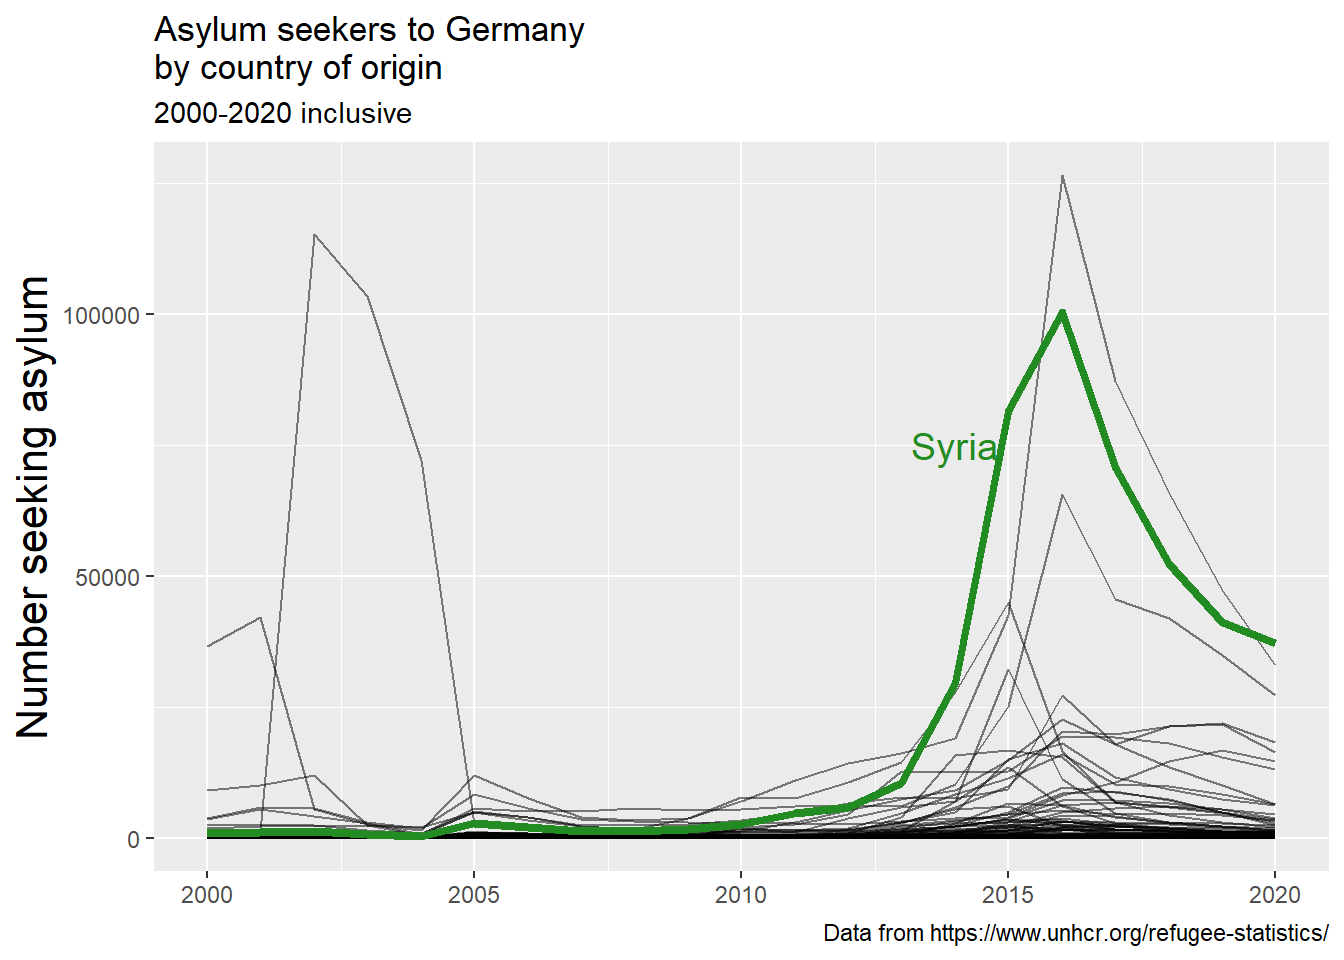 Asylum seekers to Germany
by country of origin
2000-2020 inclusive
Number seeking asylum
100000
50000
0
Syria
2000
2005
2010
2015
2020
Data from https://www.unhcr.org/refugee-statistics/